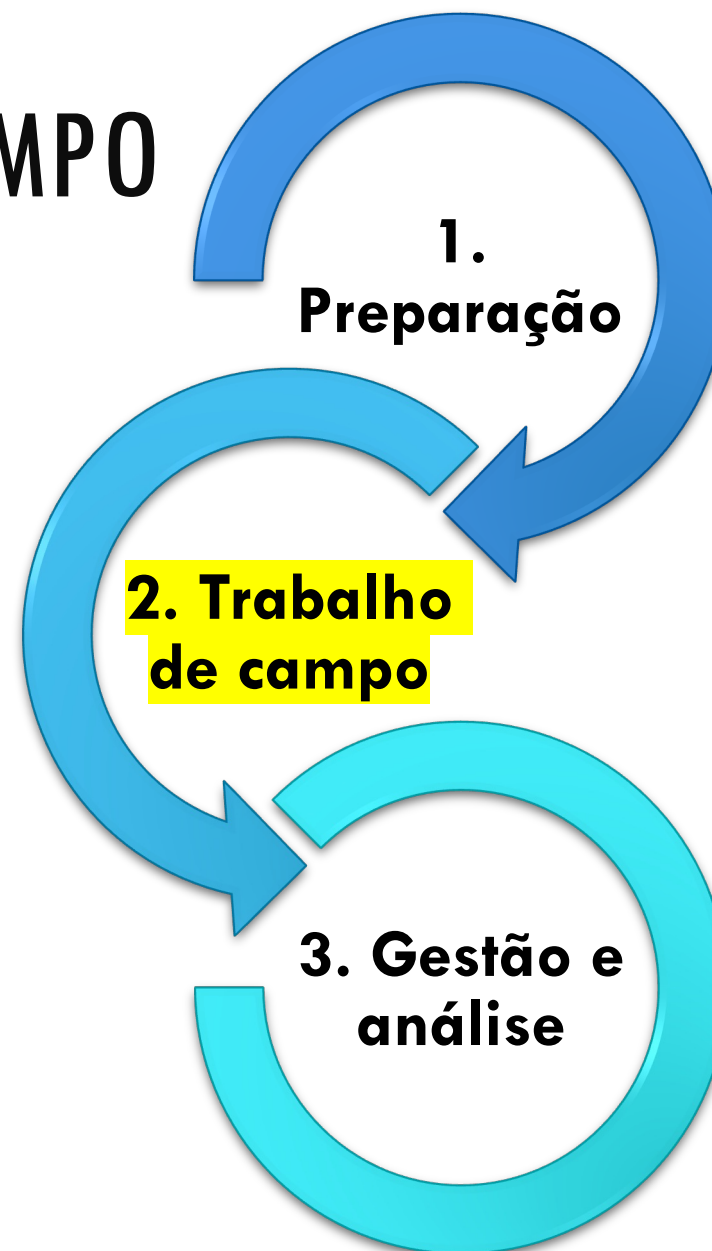 MPO
1.
Preparação
2. Trabalho
de campo
3. Gestão e
análise